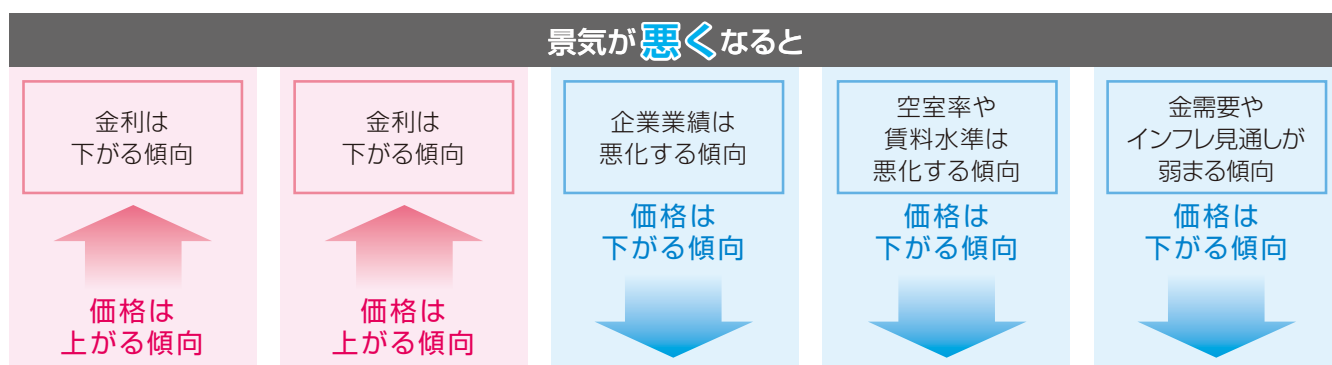 景気が悪くなると
金利は
下がる傾向
価格は
上がる傾向
金利は
下がる傾向
価格は
上がる傾向
企業業績は
悪化する傾向
価格は
下がる傾向
空室率や
賃料水準は
悪化する傾向
価格は
下がる傾向
金需要や
インフレ見通しが
弱まる傾向
価格は
下がる傾向